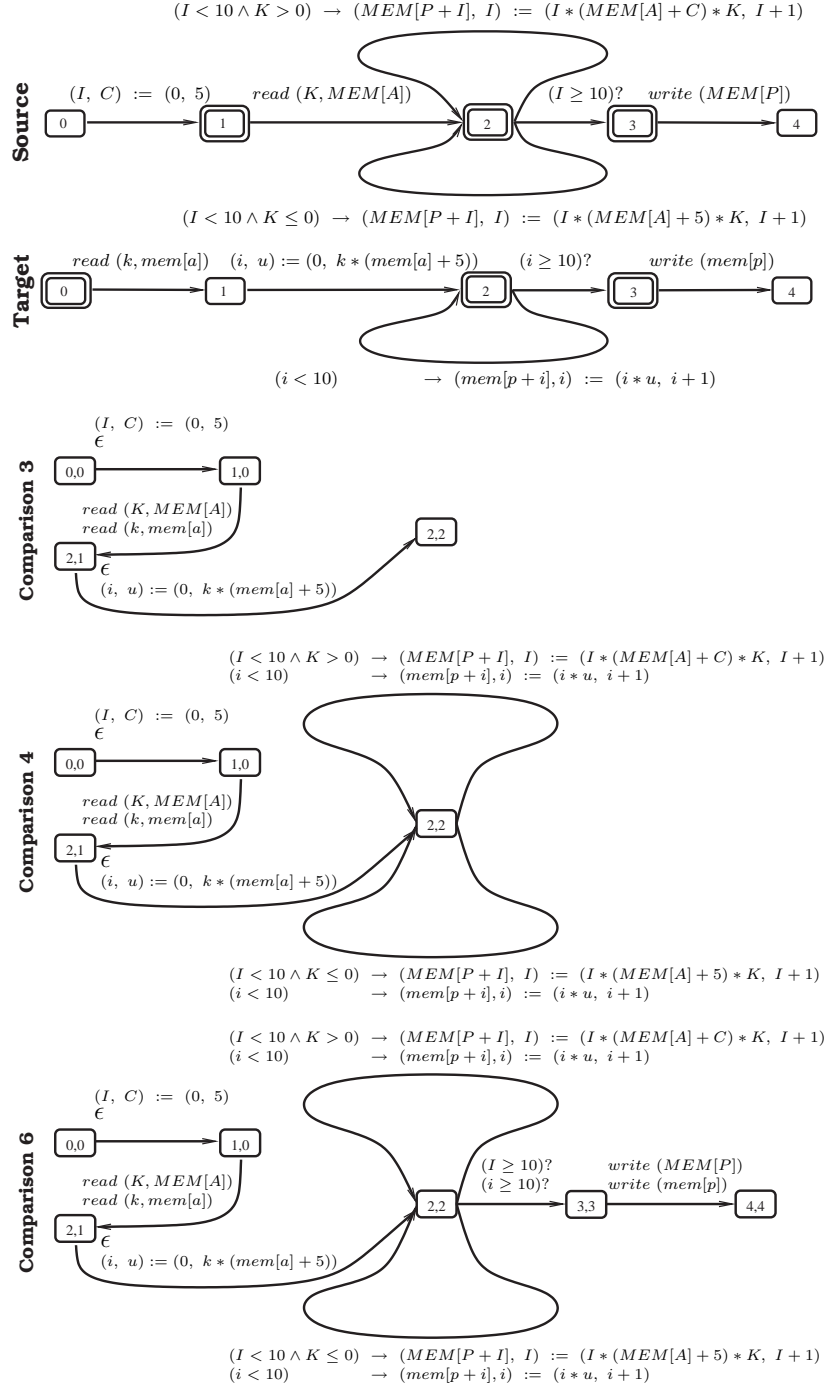 (I < 10 ∧ K > 0) → (MEM[P + I], I) := (I ∗ (MEM[A] + C) ∗ K, I + 1)
(I, C) := (0, 5) read (K, MEM[A]) (I ≥ 10)? write (MEM[P])
Source
0 1 2 3 4
(I < 10 ∧ K ≤ 0) → (MEM[P + I], I) := (I ∗ (MEM[A] + 5) ∗ K, I + 1)
read (k, mem[a]) (i, u) := (0, k ∗ (mem[a] + 5)) (i ≥ 10)? write (mem[p])
Target
0 1 2 3 4
(i < 10) → (mem[p + i], i) := (i ∗ u, i + 1)
Comparison 3
(I, C) := (0, 5)
ϵ
0,0 1,0
read (K, MEM[A])
read (k, mem[a])
2,1 2,2
ϵ
(i, u) := (0, k ∗ (mem[a] + 5))
(I < 10 ∧ K > 0) → (MEM[P + I], I) := (I ∗ (MEM[A] + C) ∗ K, I + 1)
(i < 10) → (mem[p + i], i) := (i ∗ u, i + 1)
Comparison 4
(I, C) := (0, 5)
ϵ
0,0 1,0
read (K, MEM[A])
read (k, mem[a])
2,1 2,2
ϵ
(i, u) := (0, k ∗ (mem[a] + 5))
(I < 10 ∧ K ≤ 0) → (MEM[P + I], I) := (I ∗ (MEM[A] + 5) ∗ K, I + 1)
(i < 10) → (mem[p + i], i) := (i ∗ u, i + 1)
(I < 10 ∧ K > 0) → (MEM[P + I], I) := (I ∗ (MEM[A] + C) ∗ K, I + 1)
(i < 10) → (mem[p + i], i) := (i ∗ u, i + 1)
Comparison 6
(I, C) := (0, 5)
ϵ
0,0 1,0
read (K, MEM[A])
read (k, mem[a])
(I ≥ 10)? write (MEM[P])
(i ≥ 10)? write (mem[p])
2,1 2,2 3,3 4,4
ϵ
(i, u) := (0, k ∗ (mem[a] + 5))
(I < 10 ∧ K ≤ 0) → (MEM[P + I], I) := (I ∗ (MEM[A] + 5) ∗ K, I + 1)
(i < 10) → (mem[p + i], i) := (i ∗ u, i + 1)